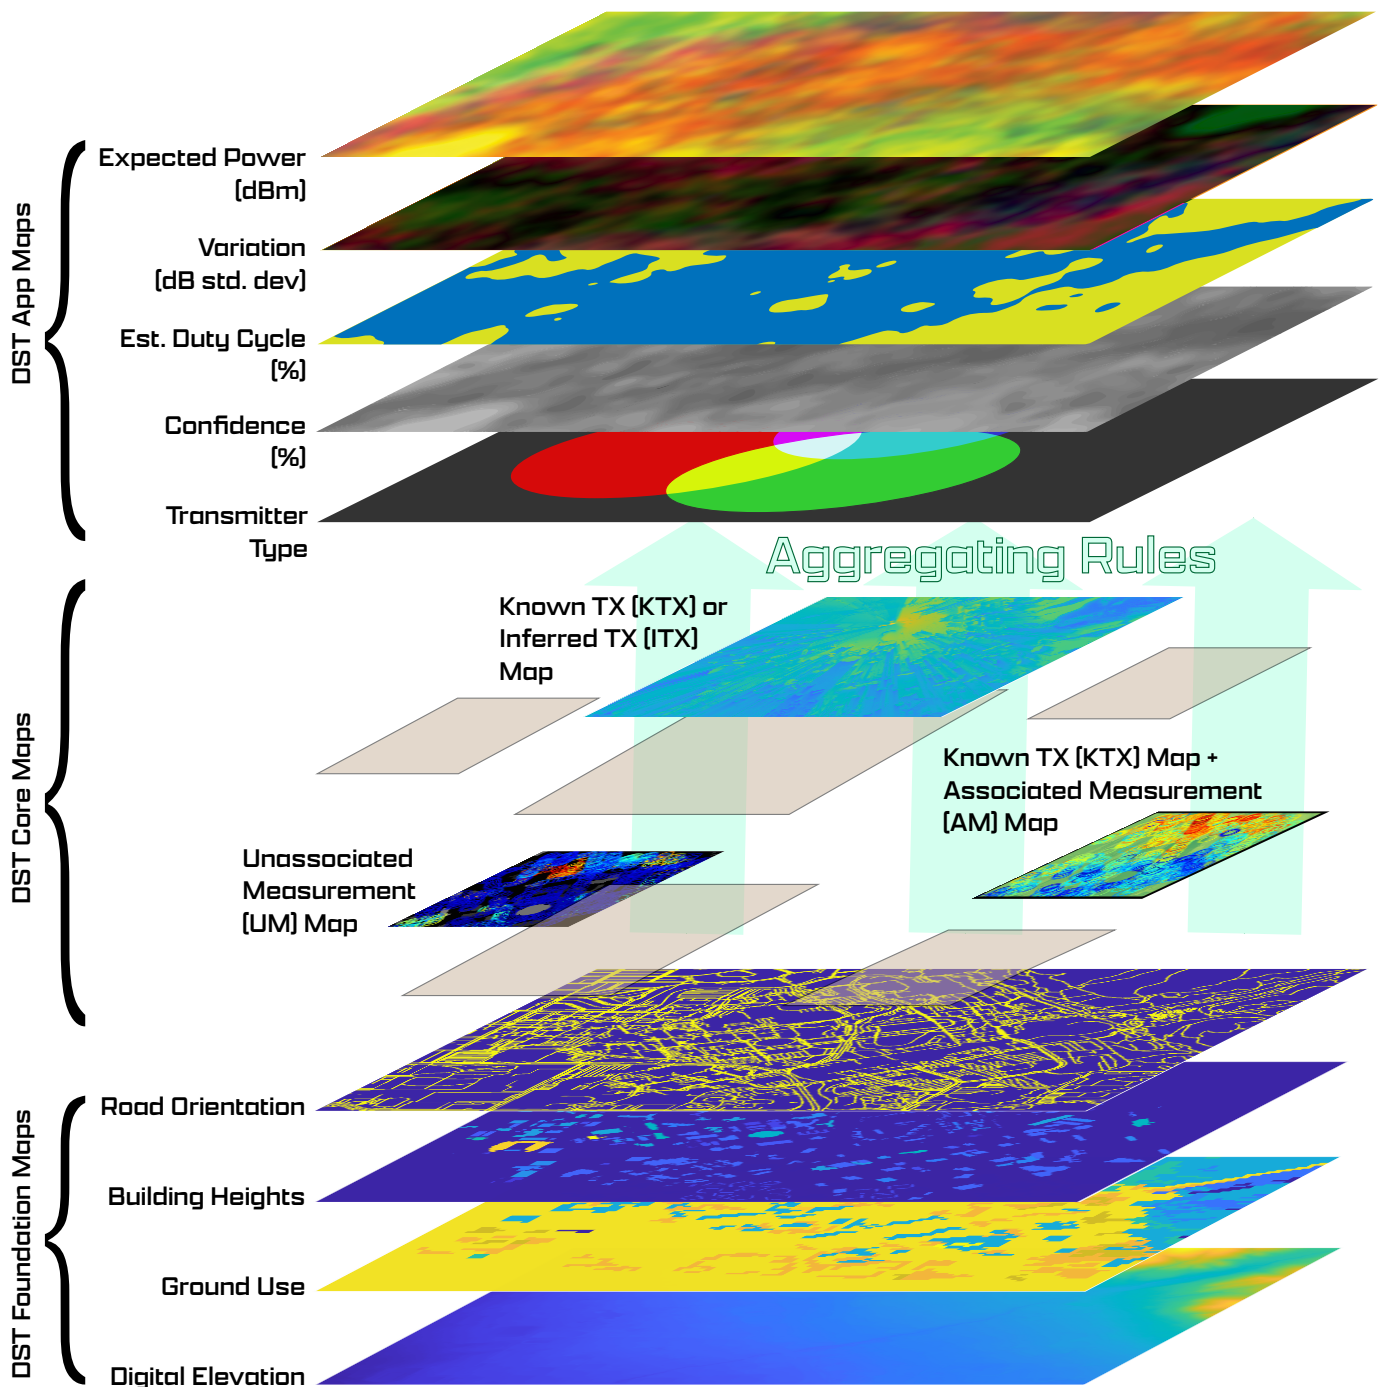 DST App Maps
Expected Power
(dBm)
Variation
(dB std. dev)
Est. Duty Cycle
(%)
Confidence
(%)
Transmitter
Type
Aggregating Rules
DST Core Maps
Known TX (KTX) or
Inferred TX (ITX)
Map
Known TX (KTX) Map +
Associated Measurement
(AM) Map
Unassociated
Measurement
(UM) Map
DST Foundation Maps
Road Orientation
Building Heights
Ground Use
Digital Elevation